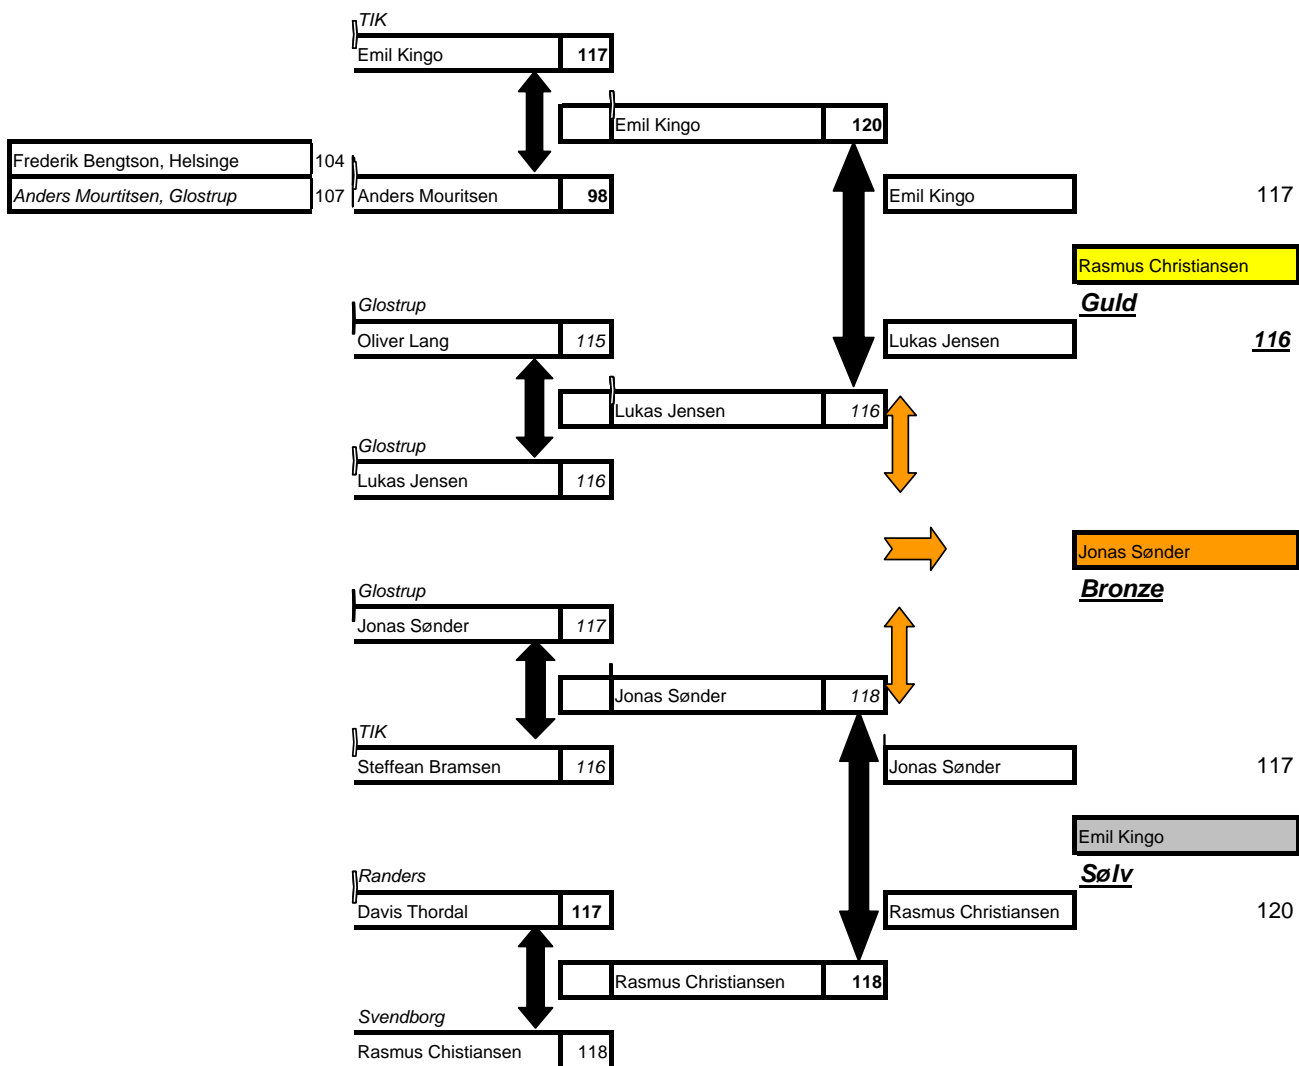 TIK
Emil Kingo 117
Emil Kingo 120
Frederik Bengtson, Helsinge 104
Anders Mourtitsen, Glostrup 107 Anders Mouritsen 98
Emil Kingo 117
Rasmus Christiansen
Guld
Glostrup
Oliver Lang 115
Lukas Jensen 116
Lukas Jensen 116
Glostrup
Lukas Jensen 116
Jonas Sønder
Bronze
Glostrup
Jonas Sønder 117
Jonas Sønder 118
TIK
Steffean Bramsen 116
Jonas Sønder 117
Emil Kingo
Sølv
Randers
Davis Thordal 117
Rasmus Christiansen 120
Rasmus Christiansen 118
Svendborg
Rasmus Chistiansen 118